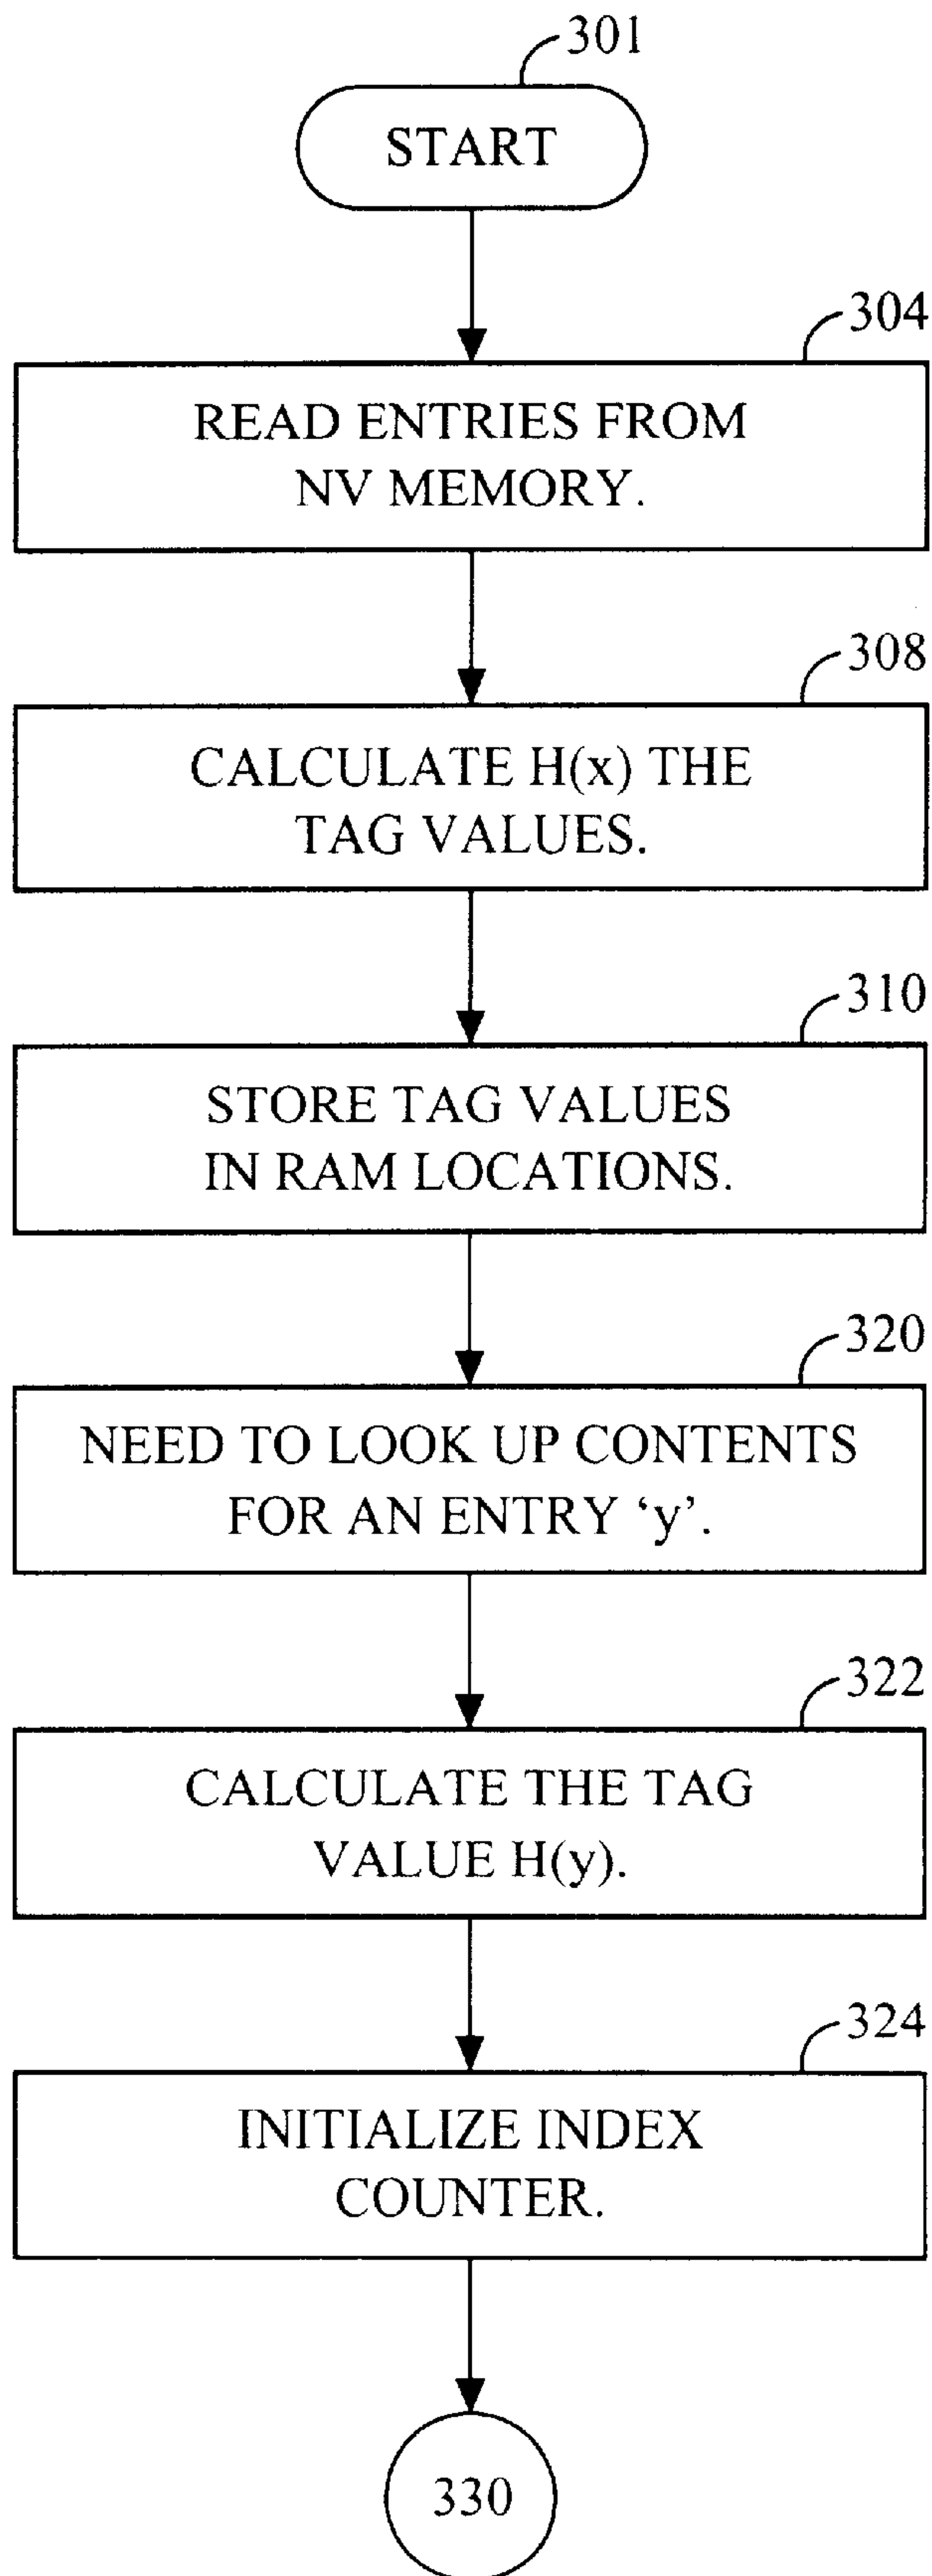 301
START
304
READ ENTRIES FROM
NV MEMORY.
308
CALCULATE H(x) THE
TAG VALUES.
310
STORE TAG VALUES
IN RAM LOCATIONS.
320
NEED TO LOOK UP CONTENTS
FOR AN ENTRY ‘y’.
322
CALCULATE THE TAG
VALUE H(y).
324
INITIALIZE INDEX
COUNTER.
330